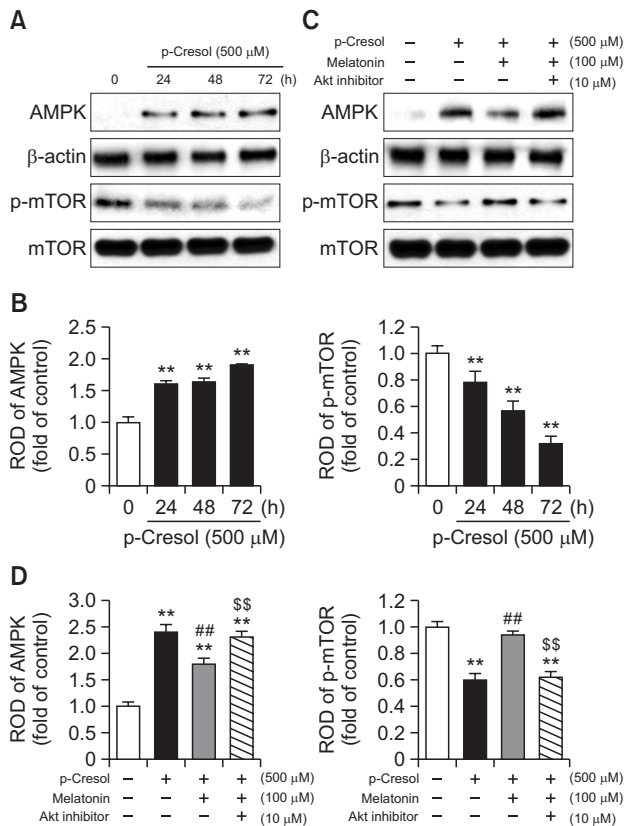 A
p-Cresol (500 μM)
0 24 48 72 (h)
AMPK
β-actin
p-mTOR
mTOR
C
p-Cresol − + + + (500 μM)
Melatonin − − + + (100 μM)
Akt inhibitor − − − + (10 μM)
AMPK
β-actin
p-mTOR
mTOR
B
ROD of AMPK
(fold of control)
2.5
2.0
1.5
1.0
0.5
0
** ** **
0 24 48 72 (h)
p-Cresol (500 μM)
ROD of p-mTOR
(fold of control)
1.2
1.0
0.8
0.6
0.4
0.2
0
** ** **
0 24 48 72 (h)
p-Cresol (500 μM)
D
ROD of AMPK
(fold of control)
3.0
2.5
2.0
1.5
1.0
0.5
0
**
##
**
$$
**
p-Cresol − + + + (500 μM)
Melatonin − − + + (100 μM)
Akt inhibitor − − − + (10 μM)
ROD of p-mTOR
(fold of control)
1.2
1.0
0.8
0.6
0.4
0.2
0
**
##
$$
**
p-Cresol − + + + (500 μM)
Melatonin − − + + (100 μM)
Akt inhibitor − − − + (10 μM)